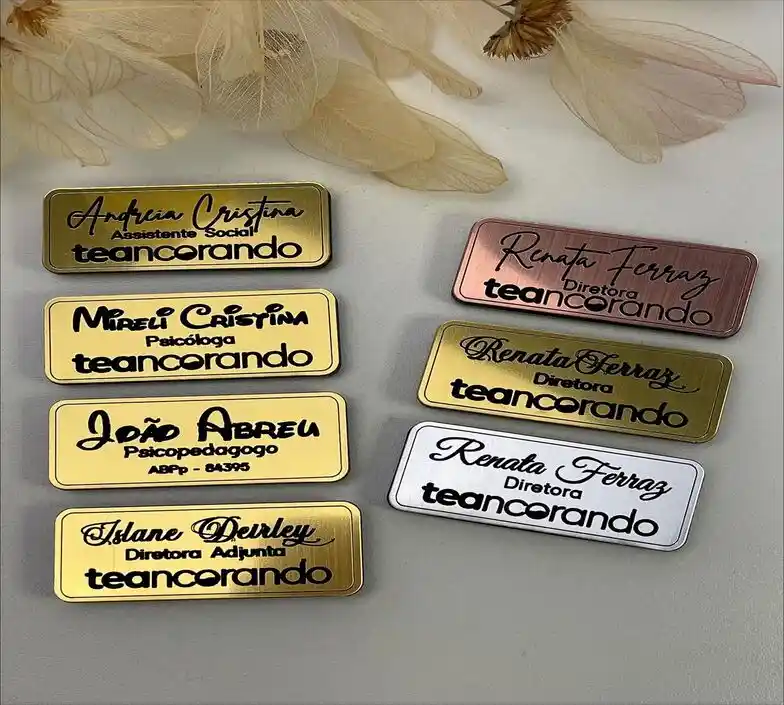 Andreia Cristina
Assistente Social
teancorando
Mireli Cristina
Psicóloga
teancorando
João Abreu
Psicopedagogo
ABPp - 84395
Islane Deirley
Diretora Adjunta
teancorando
Renata Ferraz
Diretora
teancorando
Renata Ferraz
Diretora
teancorando
Renata Ferraz
Diretora
teancorando